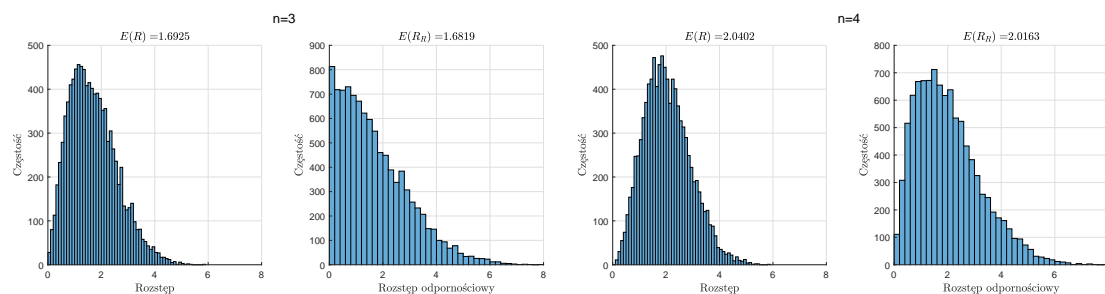 n=3
n=4
E(R) =1.6925
500
400
300
200
100
0
0 2 4 6 8
Częstość
Rozstęp
E(R_R) =1.6819
900
800
700
600
500
400
300
200
100
0
0 2 4 6 8
Częstość
Rozstęp odpornościowy
E(R) =2.0402
500
400
300
200
100
0
0 2 4 6 8
Częstość
Rozstęp
E(R_R) =2.0163
800
700
600
500
400
300
200
100
0
0 2 4 6
Częstość
Rozstęp odpornościowy